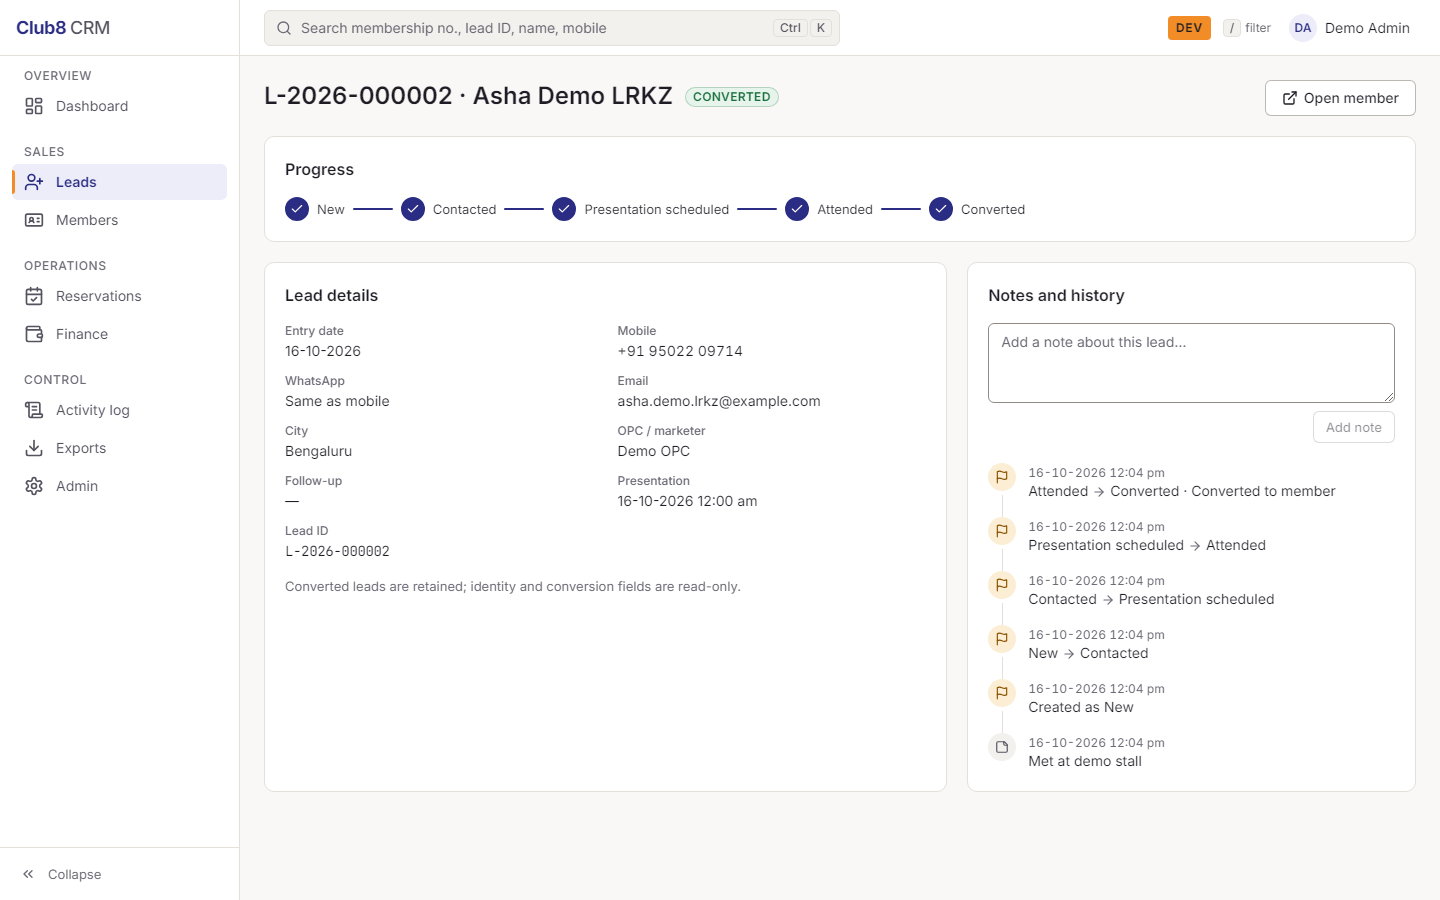 Club8 CRM
Search membership no., lead ID, name, mobile
Ctrl K
DEV
/ filter
DA Demo Admin
OVERVIEW
Dashboard
SALES
Leads
Members
OPERATIONS
Reservations
Finance
CONTROL
Activity log
Exports
Admin
Collapse
L-2026-000002 · Asha Demo LRKZ
CONVERTED
Open member
Progress
New
Contacted
Presentation scheduled
Attended
Converted
Lead details
Entry date
16-10-2026
Mobile
+91 95022 09714
WhatsApp
Same as mobile
Email
asha.demo.lrkz@example.com
City
Bengaluru
OPC / marketer
Demo OPC
Follow-up
—
Presentation
16-10-2026 12:00 am
Lead ID
L-2026-000002
Converted leads are retained; identity and conversion fields are read-only.
Notes and history
Add a note about this lead...
Add note
16-10-2026 12:04 pm
Attended → Converted · Converted to member
16-10-2026 12:04 pm
Presentation scheduled → Attended
16-10-2026 12:04 pm
Contacted → Presentation scheduled
16-10-2026 12:04 pm
New → Contacted
16-10-2026 12:04 pm
Created as New
16-10-2026 12:04 pm
Met at demo stall